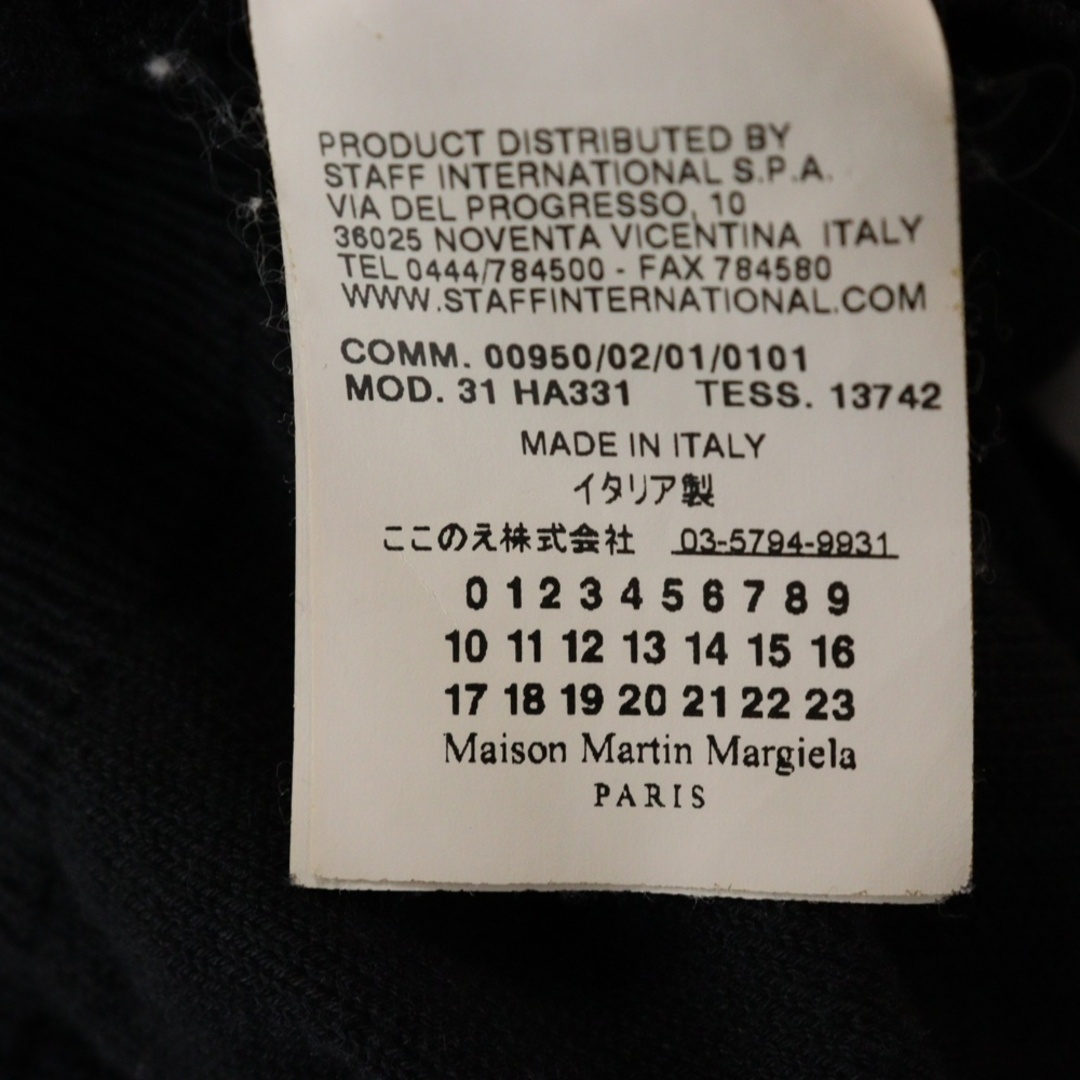 PRODUCT DISTRIBUTED BY
STAFF INTERNATIONAL S.P.A.
VIA DEL PROGRESSO, 10
36025 NOVENTA VICENTINA ITALY
TEL 0444/784500 - FAX 784580
WWW.STAFFINTERNATIONAL.COM
COMM. 00950/02/01/0101
MOD. 31 HA331 TESS. 13742
MADE IN ITALY
イタリア製
ここのえ株式会社 03-5794-9931
0 1 2 3 4 5 6 7 8 9
10 11 12 13 14 15 16
17 18 19 20 21 22 23
Maison Martin Margiela
PARIS